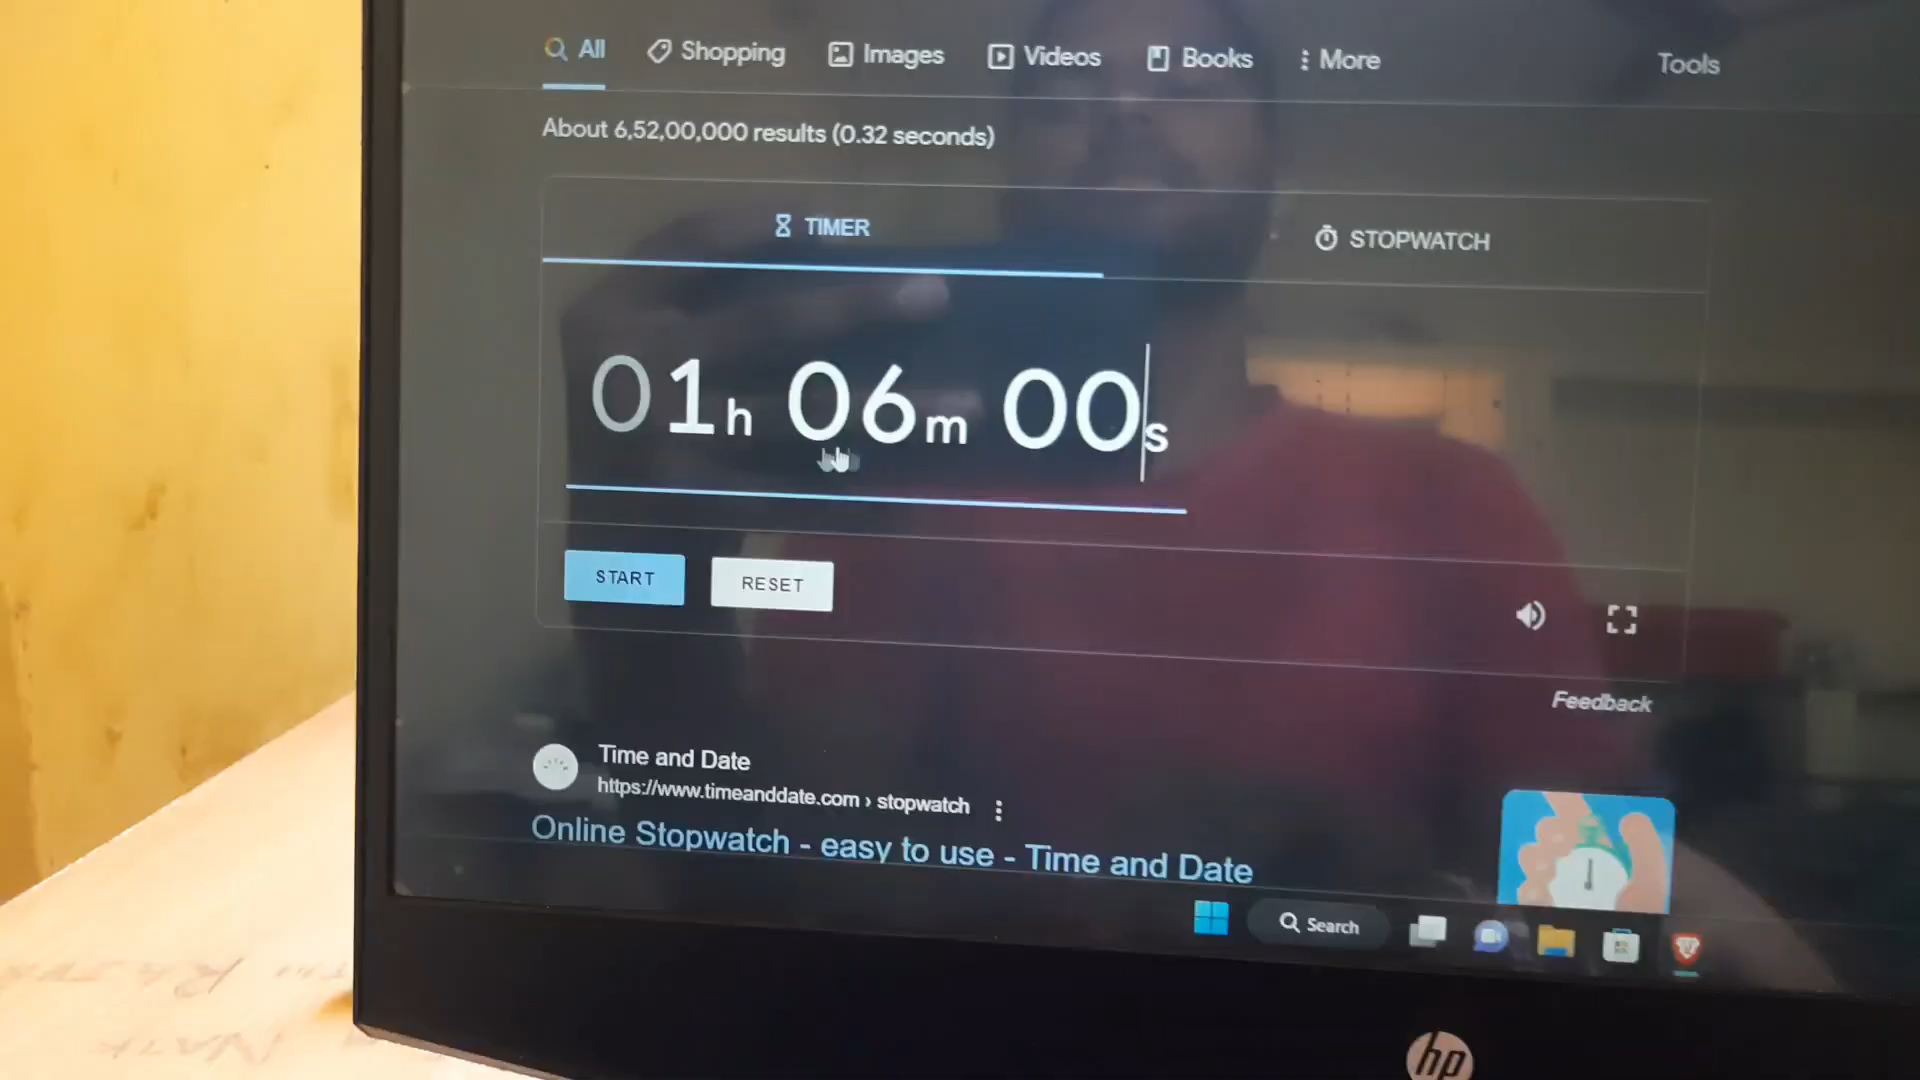 All Shopping Images Videos Books More Tools
About 6,52,00,000 results (0.32 seconds)
TIMER STOPWATCH
01h 06m 00s
START RESET
Feedback
Time and Date
https://www.timeanddate.com › stopwatch
Online Stopwatch - easy to use - Time and Date
Search
hp